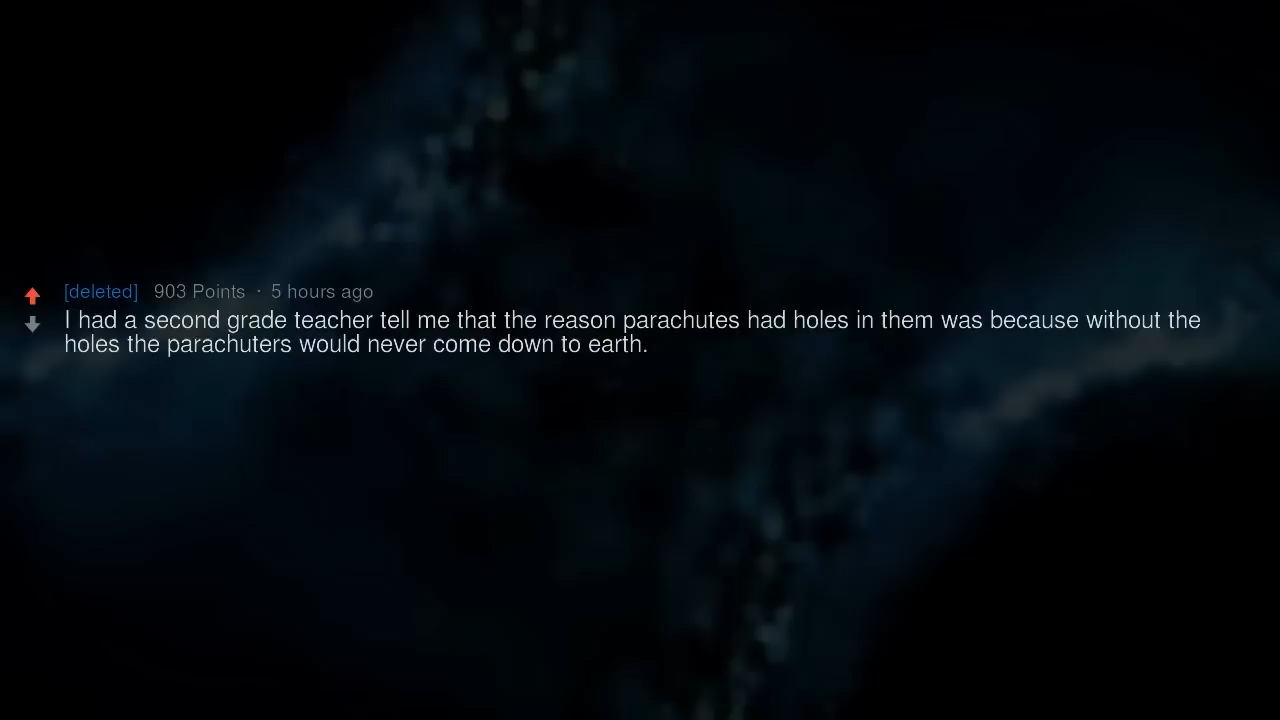 [deleted] 903 Points · 5 hours ago
I had a second grade teacher tell me that the reason parachutes had holes in them was because without the
holes the parachuters would never come down to earth.